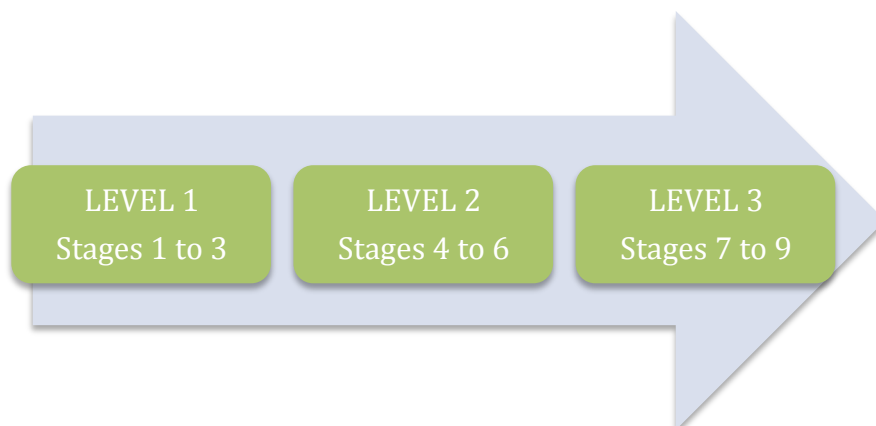 LEVEL 1
Stages 1 to 3
LEVEL 2
Stages 4 to 6
LEVEL 3
Stages 7 to 9